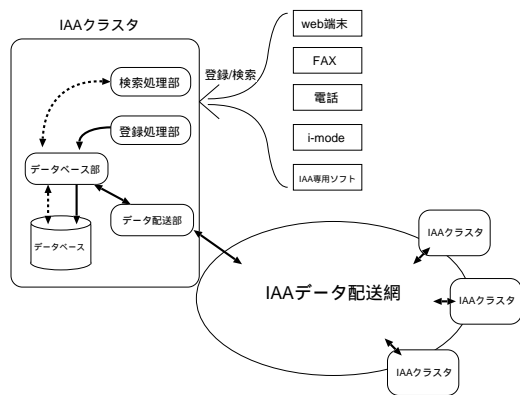 IAAクラスタ
検索処理部
登録処理部
データベース部
データ配送部
データベース
登録/検索
web端末
FAX
電話
i-mode
IAA専用ソフト
IAAデータ配送網
IAAクラスタ
IAAクラスタ
IAAクラスタ